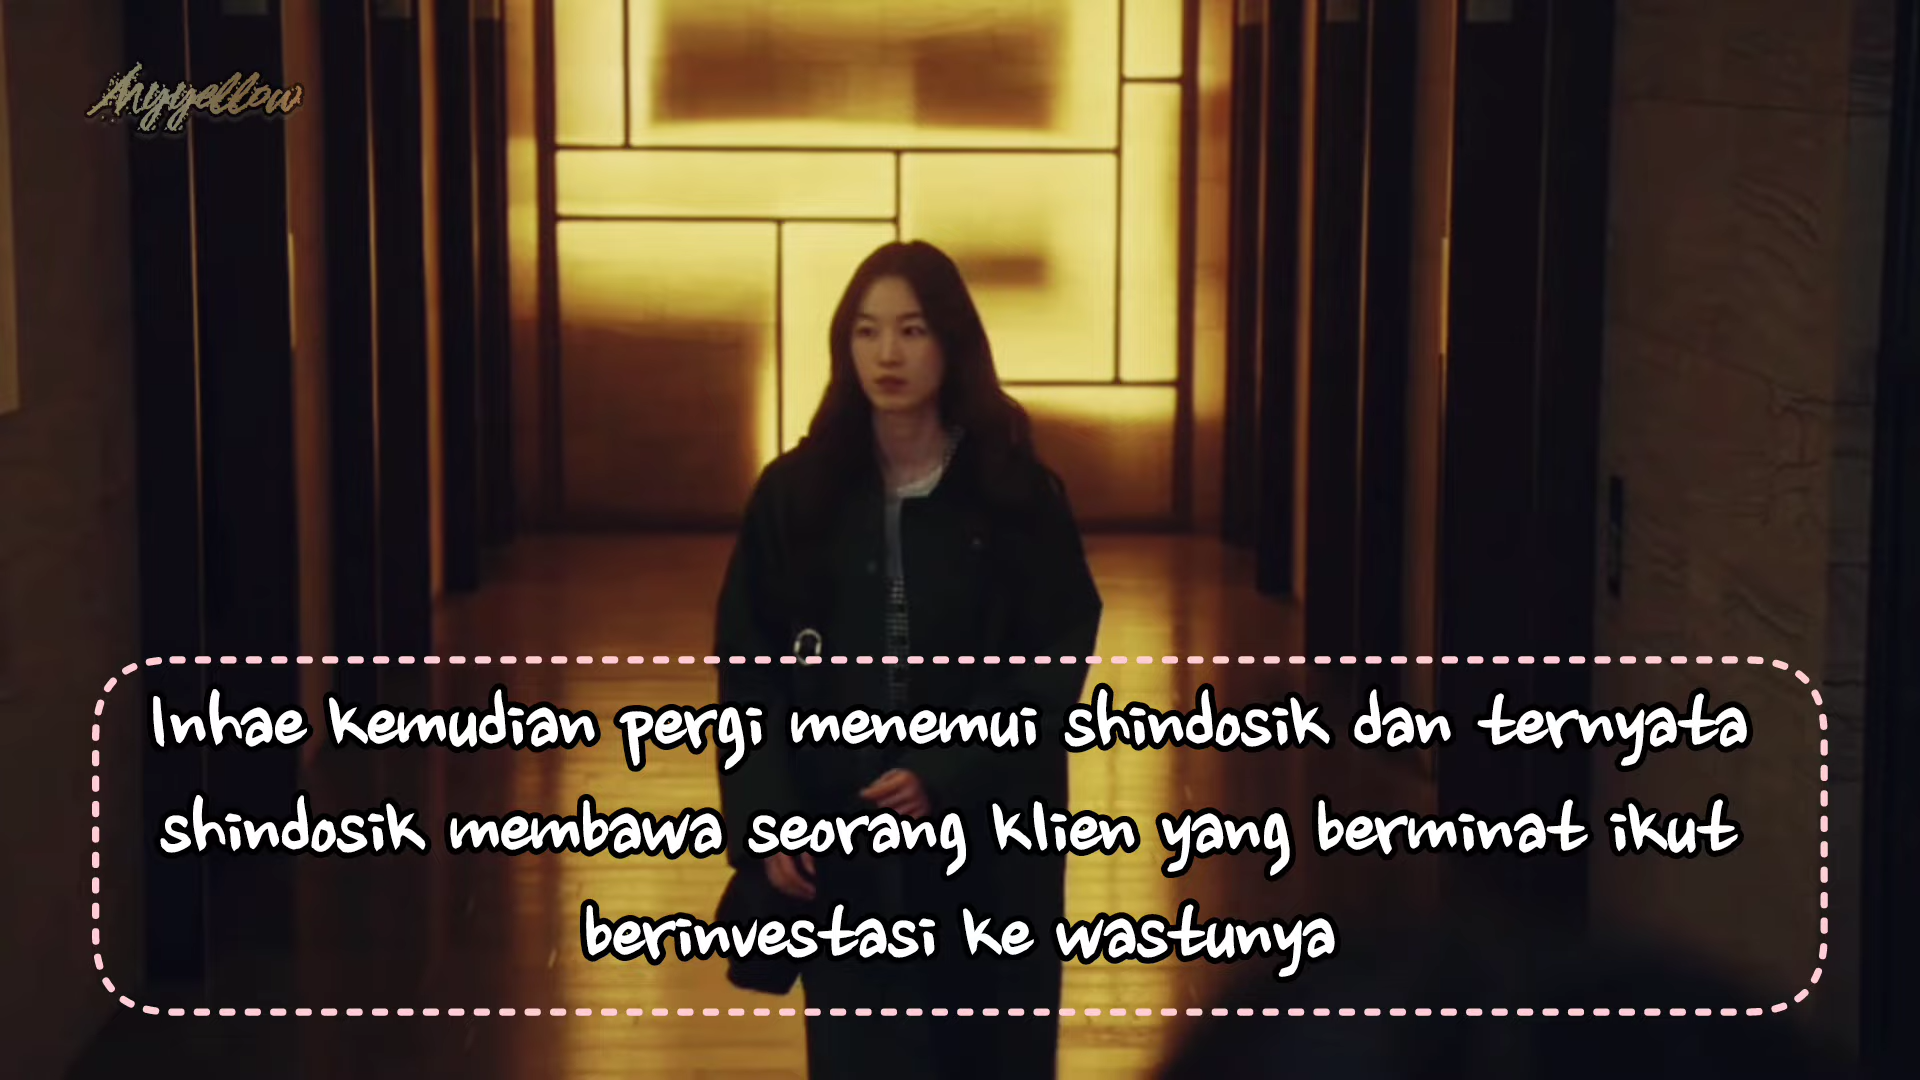 Anyyellow
Inhae kemudian pergi menemui shindosik dan ternyata
shindosik membawa seorang klien yang berminat ikut
berinvestasi ke wastunya